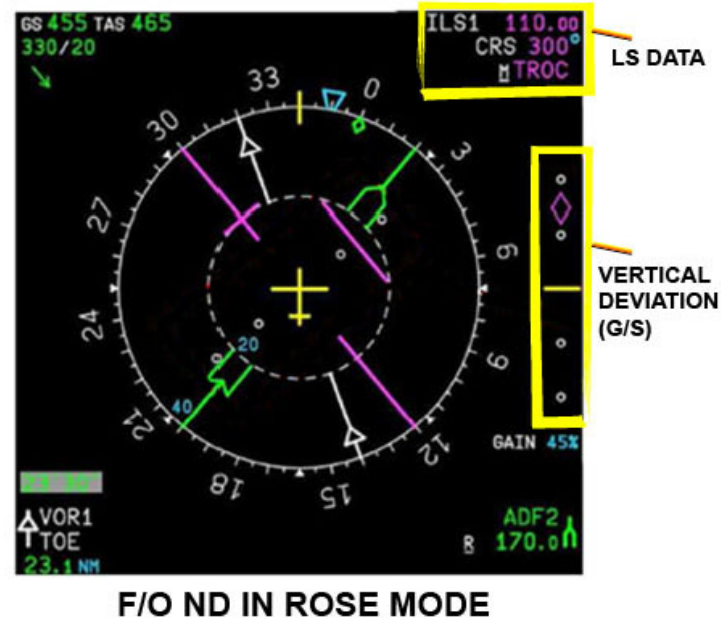 GS 455 TAS 465
330/20
ILS1 110.00
CRS 300°
M TROC
LS DATA
33
0
3
6
9
12
15
18
21
24
27
30
20
40
VERTICAL
DEVIATION
(G/S)
GAIN 45%
VOR1
TOE
23.1 NM
ADF2
R 170.0
F/O ND IN ROSE MODE